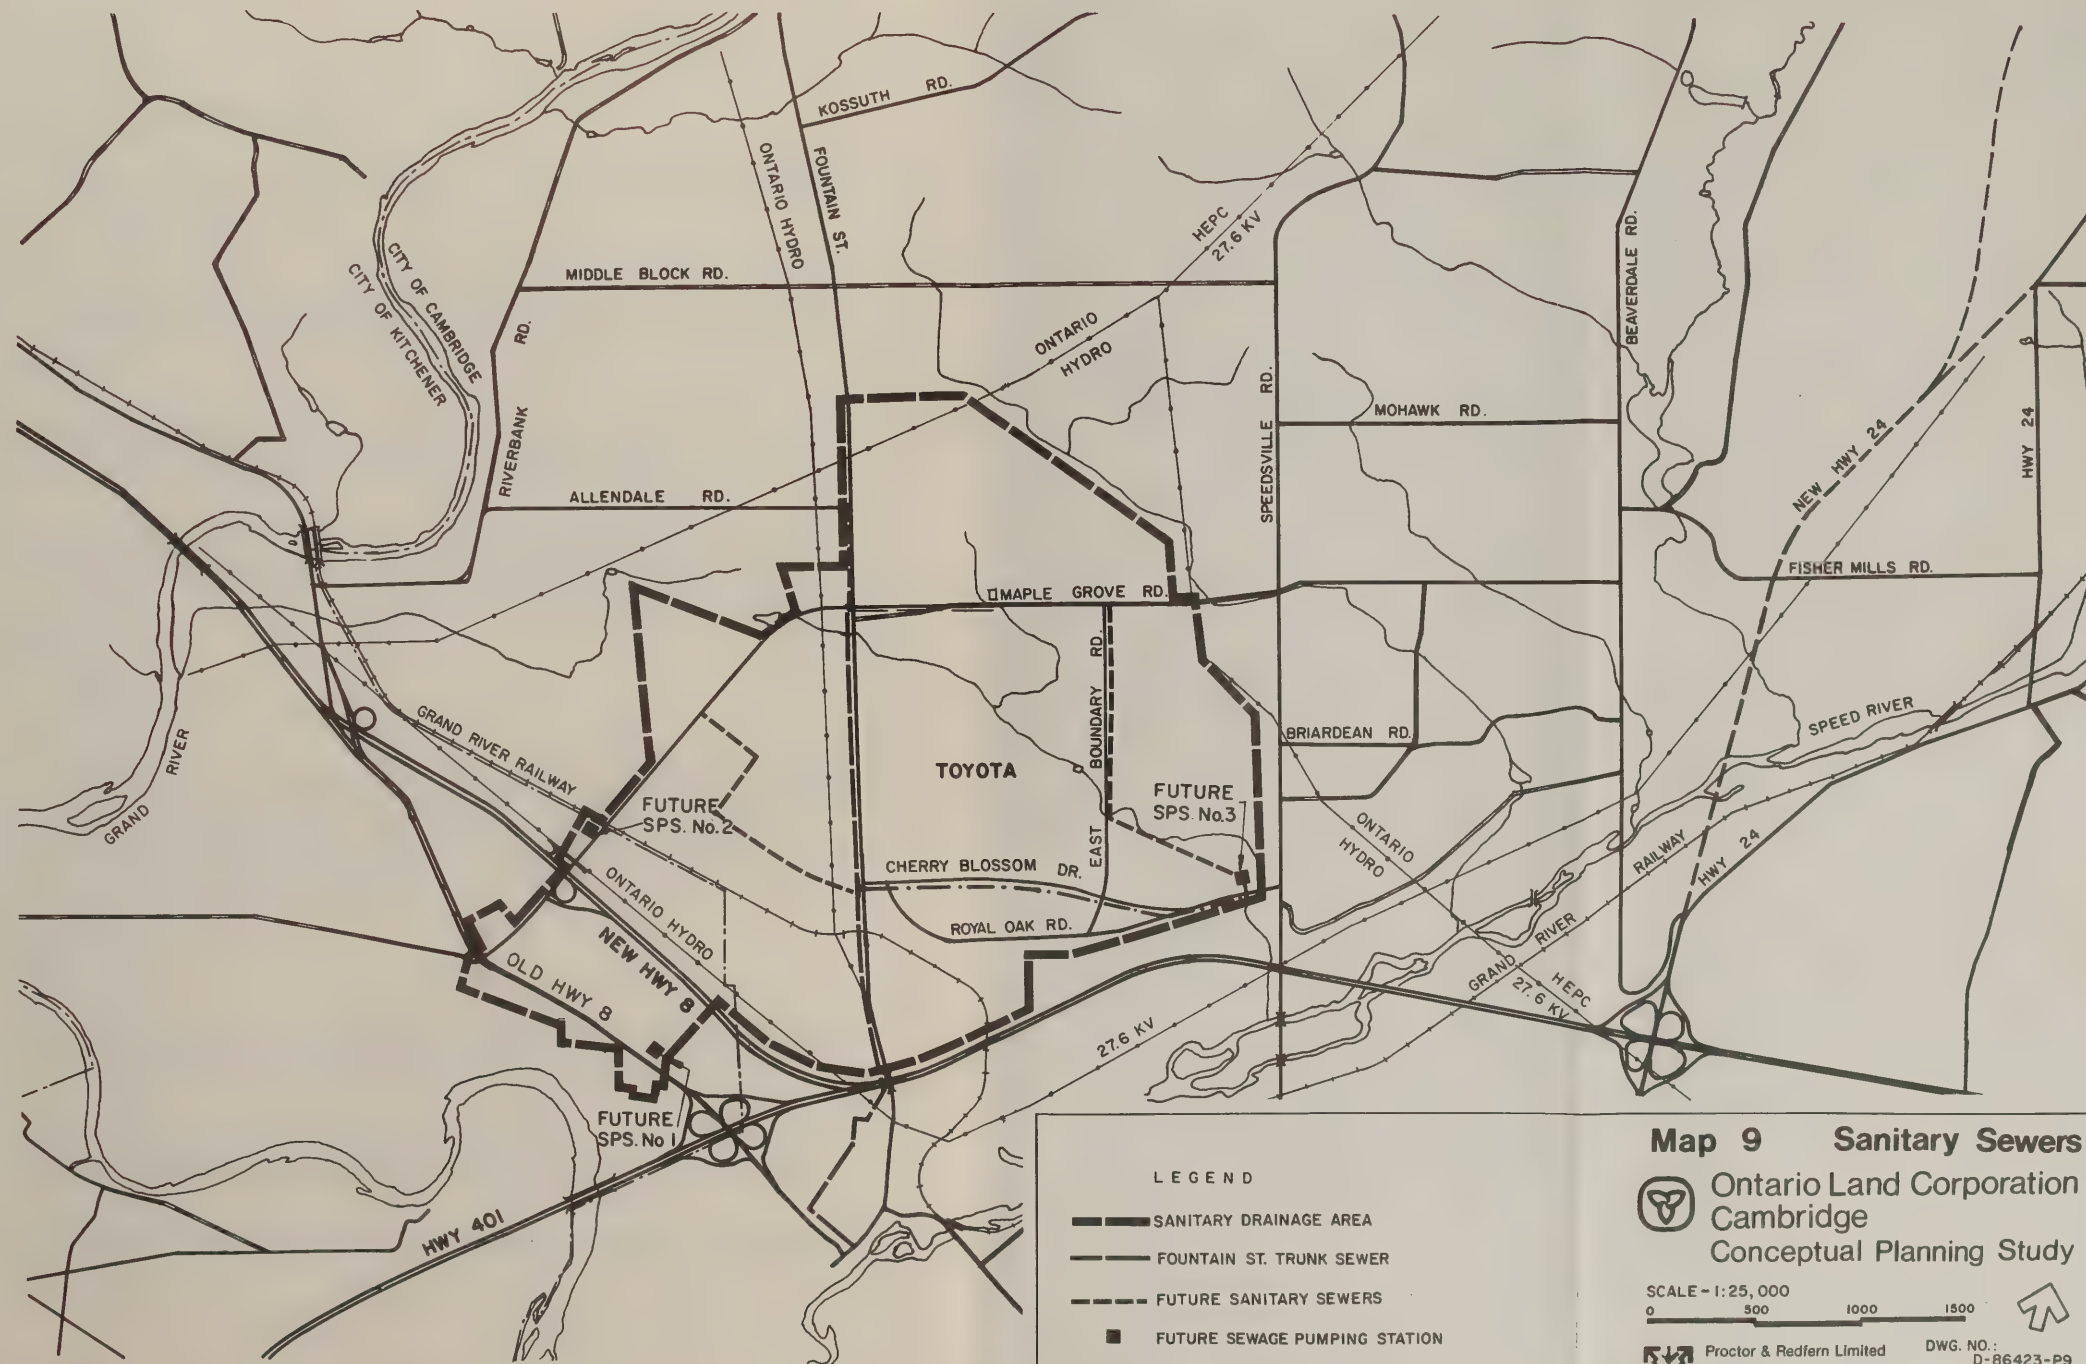 KOSSUTH RD.
ONTARIO HYDRO
FOUNTAIN ST.
HEPC
27.6 KV
BEAVERDALE RD.
CITY OF CAMBRIDGE
CITY OF KITCHENER
MIDDLE BLOCK RD.
RIVERBANK RD.
ONTARIO
HYDRO
SPEEDSVILLE RD.
MOHAWK RD.
NEW HWY 24
HWY 24
ALLENDALE RD.
FISHER MILLS RD.
MAPLE GROVE RD.
EAST BOUNDARY RD.
BRIARDEAN RD.
SPEED RIVER
GRAND RIVER
GRAND RIVER RAILWAY
TOYOTA
FUTURE
SPS. No.2
FUTURE
SPS. No.3
ONTARIO
HYDRO
CHERRY BLOSSOM DR.
ROYAL OAK RD.
ONTARIO HYDRO
NEW HWY 8
OLD HWY 8
GRAND RIVER RAILWAY
HWY 24
HEPC
27.6 KV
27.6 KV
FUTURE
SPS. No 1
HWY 401
LEGEND
SANITARY DRAINAGE AREA
FOUNTAIN ST. TRUNK SEWER
FUTURE SANITARY SEWERS
FUTURE SEWAGE PUMPING STATION
Map 9 Sanitary Sewers
Ontario Land Corporation
Cambridge
Conceptual Planning Study
SCALE - 1:25,000
0 500 1000 1500
Proctor & Redfern Limited
DWG. NO.:
D-86423-P9